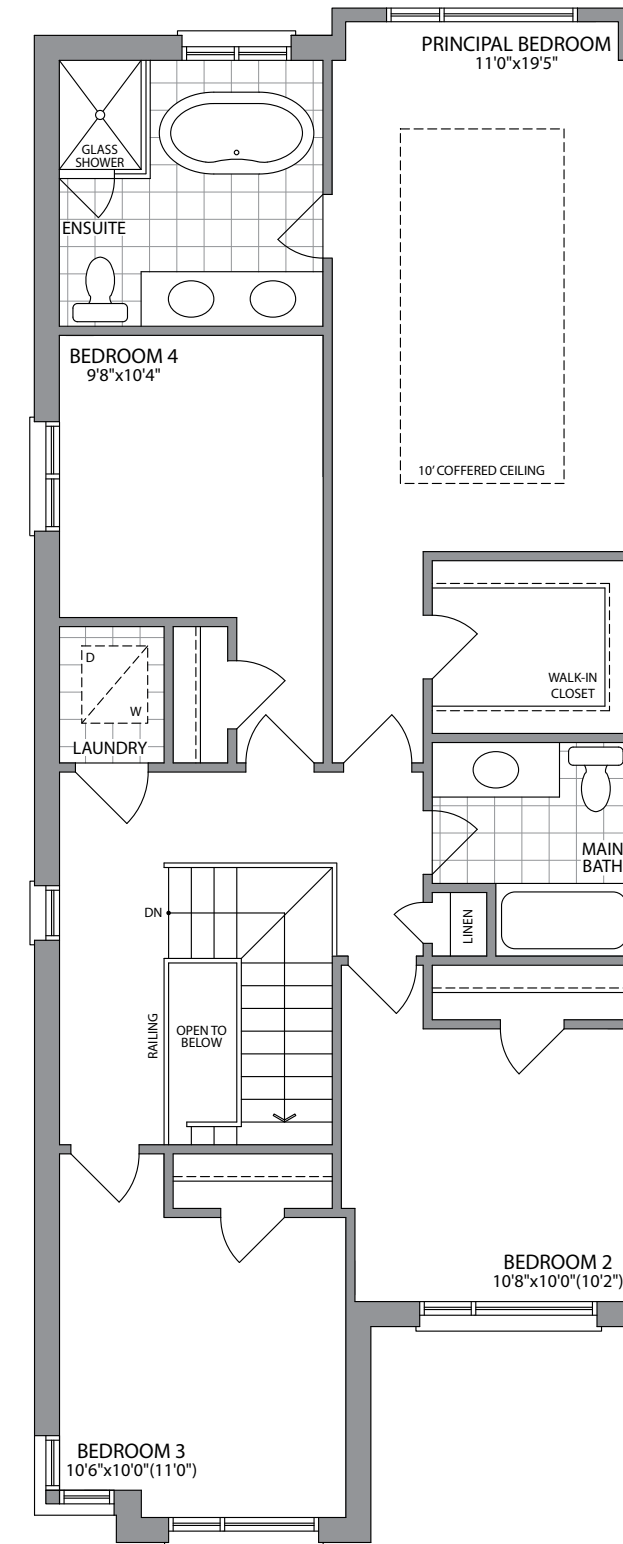 PRINCIPAL BEDROOM
11'0"x19'5"
GLASS
SHOWER
ENSUITE
BEDROOM 4
9'8"x10'4"
10' COFFERED CEILING
D
W
LAUNDRY
WALK-IN
CLOSET
MAIN
BATH
DN
LINEN
RAILING
OPEN TO
BELOW
BEDROOM 2
10'8"x10'0"(10'2")
BEDROOM 3
10'6"x10'0"(11'0")